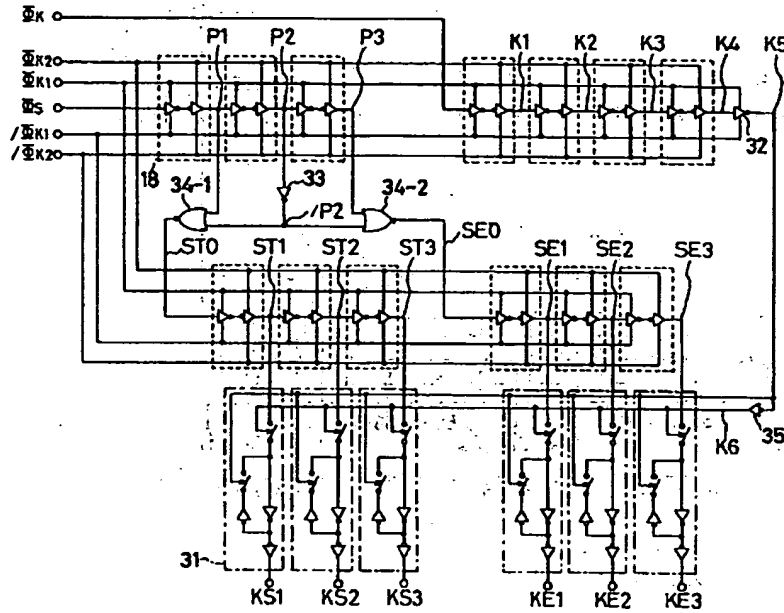 ΦK
P1 P2 P3
K1 K2 K3 K4 K5
ΦK2
ΦK1
ΦS
/ΦK1
/ΦK2
18
32
34-1
33
34-2
/P2
ST0
SE0
ST1 ST2 ST3
SE1 SE2 SE3
35
K6
31
KS1 KS2 KS3
KE1 KE2 KE3